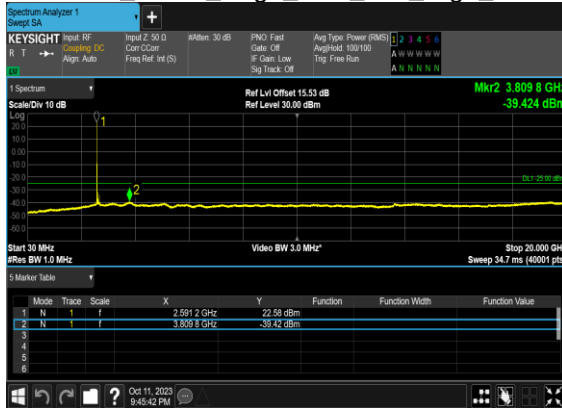 Spectrum Analyzer 1
Swept SA
+
KEYSIGHT Input: RF Input Z: 50 Ω #Atten: 30 dB PNO: Fast Avg Type: Power (RMS) 1 2 3 4 5 6
R T Coupling: DC Corr CCorr Gate: Off Avg|Hold: 100/100 A W W W W W
Align: Auto Freq Ref: Int (S) IF Gain: Low Trig: Free Run
LU Sig Track: Off A N N N N N
1 Spectrum Ref Lvl Offset 15.53 dB Mkr2 3.809 8 GHz
Scale/Div 10 dB Ref Level 30.00 dBm -39.424 dBm
Log
20.0
10.0
0.00
-10.0
-20.0
-30.0
-40.0
-50.0
-60.0
1
2
DL1 -25.00 dBm
Start 30 MHz Video BW 3.0 MHz* Stop 20.000 GHz
#Res BW 1.0 MHz Sweep 34.7 ms (40001 pts)
5 Marker Table
Mode Trace Scale X Y Function Function Width Function Value
1 N 1 f 2.591 2 GHz 22.58 dBm
2 N 1 f 3.809 8 GHz -39.42 dBm
3
4
5
6
? Oct 11, 2023
9:45:42 PM